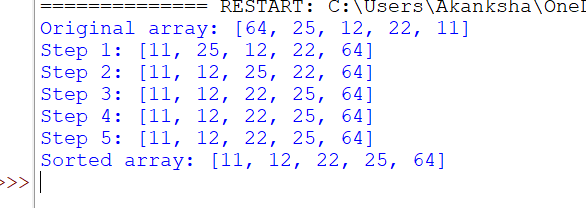 ============== RESTART: C:\Users\Akanksha\OneD
Original array: [64, 25, 12, 22, 11]
Step 1: [11, 25, 12, 22, 64]
Step 2: [11, 12, 25, 22, 64]
Step 3: [11, 12, 22, 25, 64]
Step 4: [11, 12, 22, 25, 64]
Step 5: [11, 12, 22, 25, 64]
Sorted array: [11, 12, 22, 25, 64]
>>>